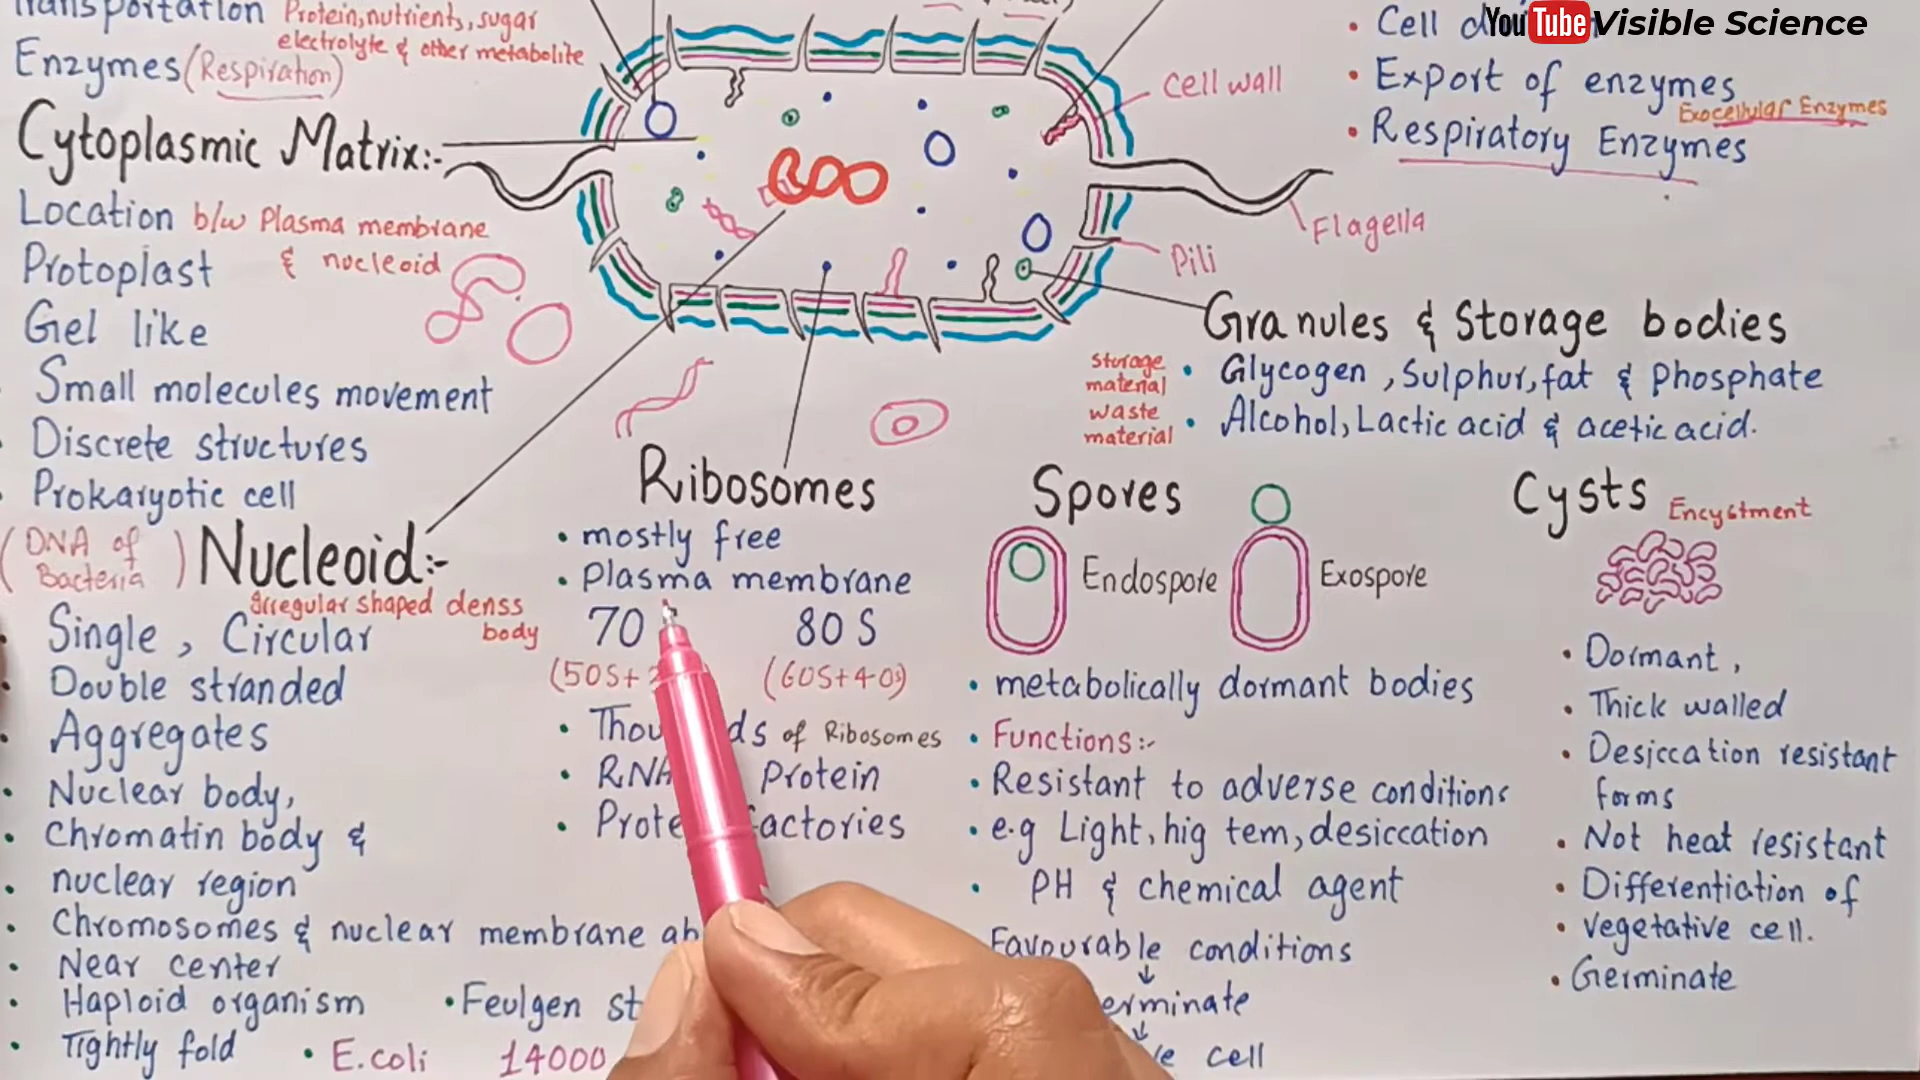 Transportation Protein, nutrients, sugar
electrolyte & other metabolite
Enzymes (Respiration)
Cytoplasmic Matrix:-
Location b/w Plasma membrane
& nucleoid
Protoplast
Gel like
Small molecules movement
Discrete structures
Prokaryotic cell
YouTube Visible Science
• Cell
• Export of enzymes
Exocellular Enzymes
• Respiratory Enzymes
Cell wall
Flagella
Pili
Granules & Storage bodies
Storage material • Glycogen, Sulphur, fat & Phosphate
waste material • Alcohol, Lactic acid & acetic acid.
(DNA of Bacteria) Nucleoid:-
irregular shaped denss
body
Single, Circular
Double stranded
Aggregates
• Nuclear body,
• Chromatin body &
• nuclear region
• Chromosomes & nuclear membrane
• Near center
• Haploid organism • Feulgen
• Tightly fold • E.coli 14000
Ribosomes
• mostly free
• Plasma membrane
70 80 S
(50S+ (60S+40s)
• of Ribosomes
• RNA Protein
• factories
Spores
Endospore Exospore
• metabolically dormant bodies
• Functions:-
• Resistant to adverse conditions
• e.g Light, hig tem, desiccation
• PH & chemical agent
Favourable conditions
↓
↓
cell
Cysts Encystment
• Dormant,
• Thick walled
• Desiccation resistant
forms
• Not heat resistant
• Differentiation of
• vegetative cell.
• Germinate